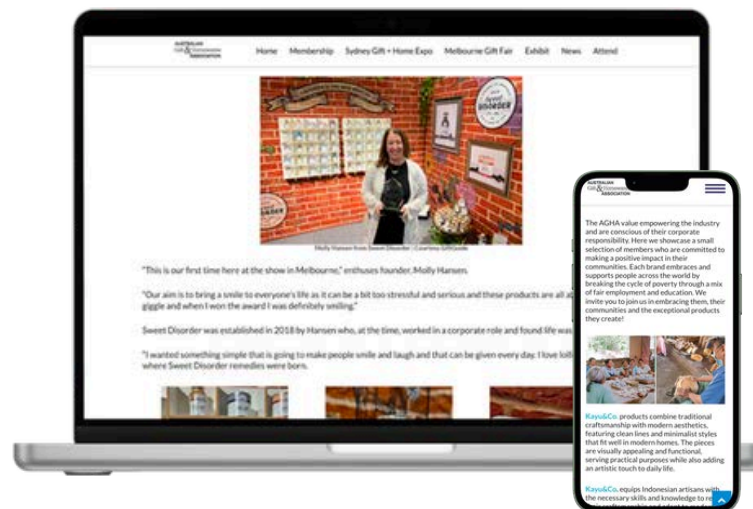 AUSTRALIAN
Gift & Homewares
ASSOCIATION
Home Membership Sydney Gift + Home Expo Melbourne Gift Fair Exhibit News Attend
Sweet
DISORDER
DISORDER
Molly Hansen from Sweet Disorder | Courtesy GiftGuide
"This is our first time here at the show in Melbourne," enthuses founder, Molly Hansen.
"Our aim is to bring a smile to everyone's life as it can be a bit too stressful and serious and these products are all
giggle and when I won the award I was definitely smiling."
Sweet Disorder was established in 2018 by Hansen who, at the time, worked in a corporate role and found life was
"I wanted something simple that is going to make people smile and laugh and that can be given every day. I love
where Sweet Disorder remedies were born.
AUSTRALIAN
Gift & Homewares
ASSOCIATION
The AGHA value empowering the industry
and are conscious of their corporate
responsibility. Here we showcase a small
selection of members who are committed to
making a positive impact in their
communities. Each brand embraces and
supports people across the world by
breaking the cycle of poverty through a mix
of fair employment and education. We
invite you to join us in embracing them, their
communities and the exceptional products
they create!
Kayu&Co. products combine traditional
craftsmanship with modern aesthetics,
featuring clean lines and minimalist styles
that fit well in modern homes. The pieces
are visually appealing and functional,
serving practical purposes while also adding
an artistic touch to daily life.
Kayu&Co. equips Indonesian artisans with
the necessary skills and knowledge to